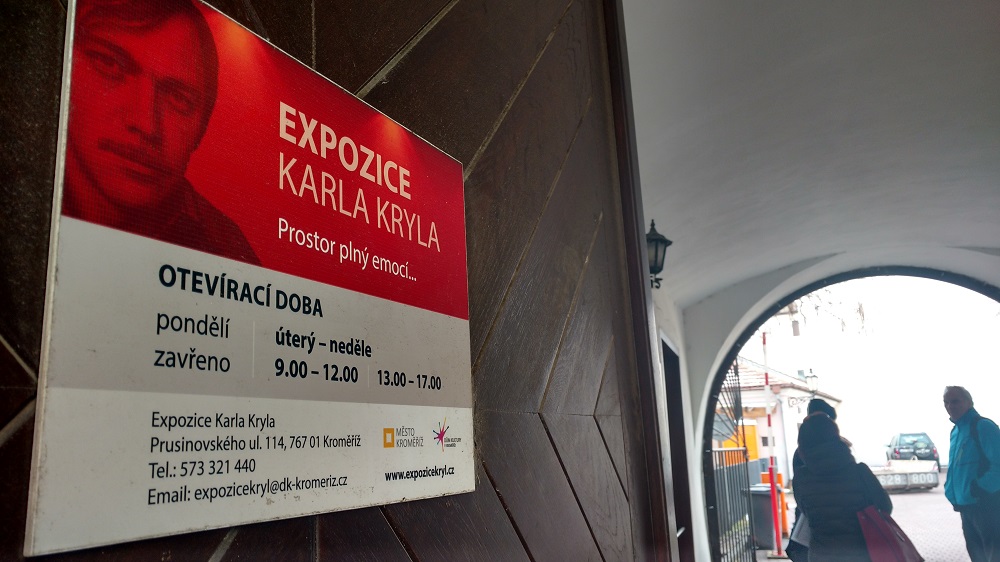 EXPOZICE
KARLA KRYLA
Prostor plný emocí...
OTEVÍRACÍ DOBA
pondělí
zavřeno
úterý – neděle
9.00 – 12.00 13.00 – 17.00
Expozice Karla Kryla
Prusinovského ul. 114, 767 01 Kroměříž
Tel.: 573 321 440
Email: expozicekryl@dk-kromeriz.cz
MĚSTO
KROMĚŘÍŽ
www.expozicekryl.cz